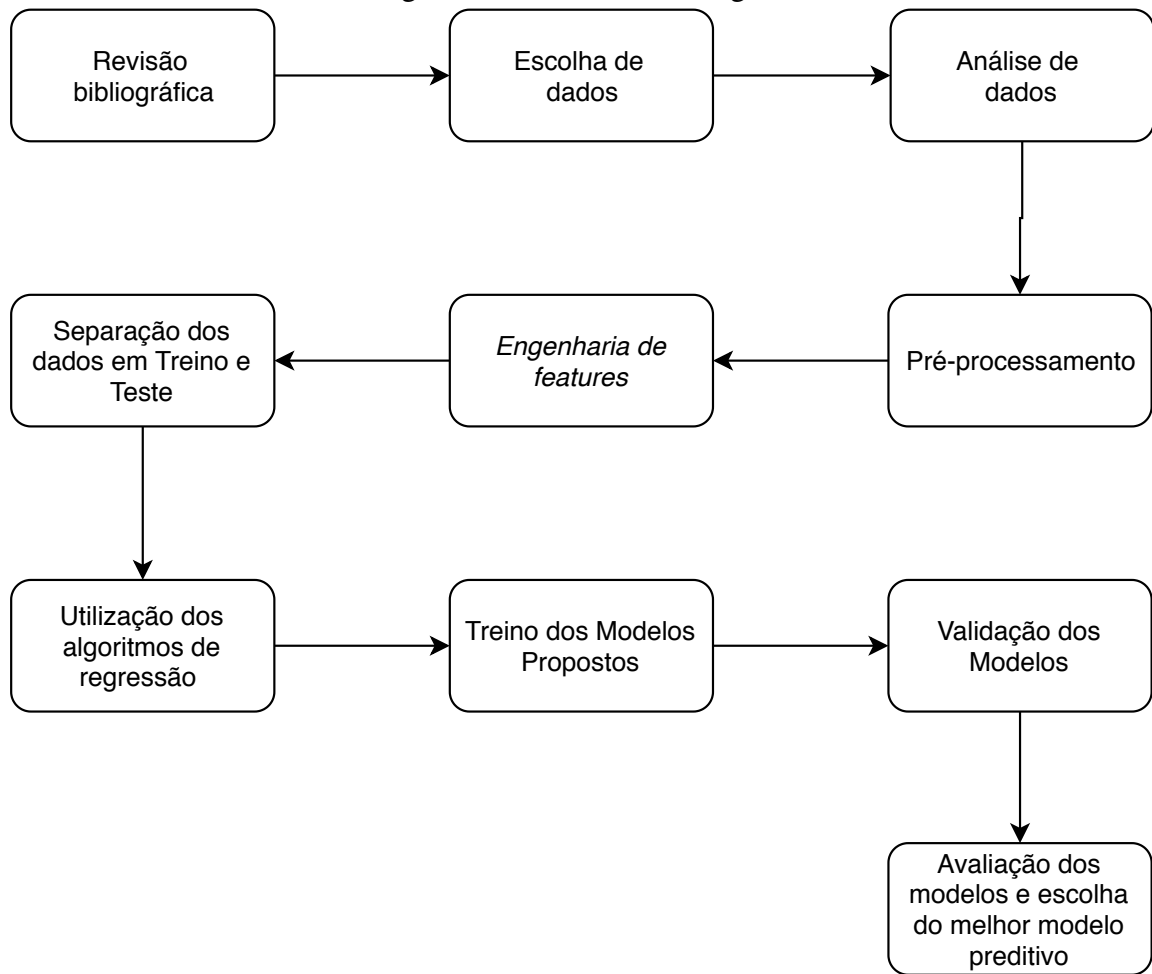 Revisão
bibliográfica
Escolha de
dados
Análise de
dados
Separação dos
dados em Treino e
Teste
Engenharia de
features
Pré-processamento
Utilização dos
algoritmos de
regressão
Treino dos Modelos
Propostos
Validação dos
Modelos
Avaliação dos
modelos e escolha
do melhor modelo
preditivo